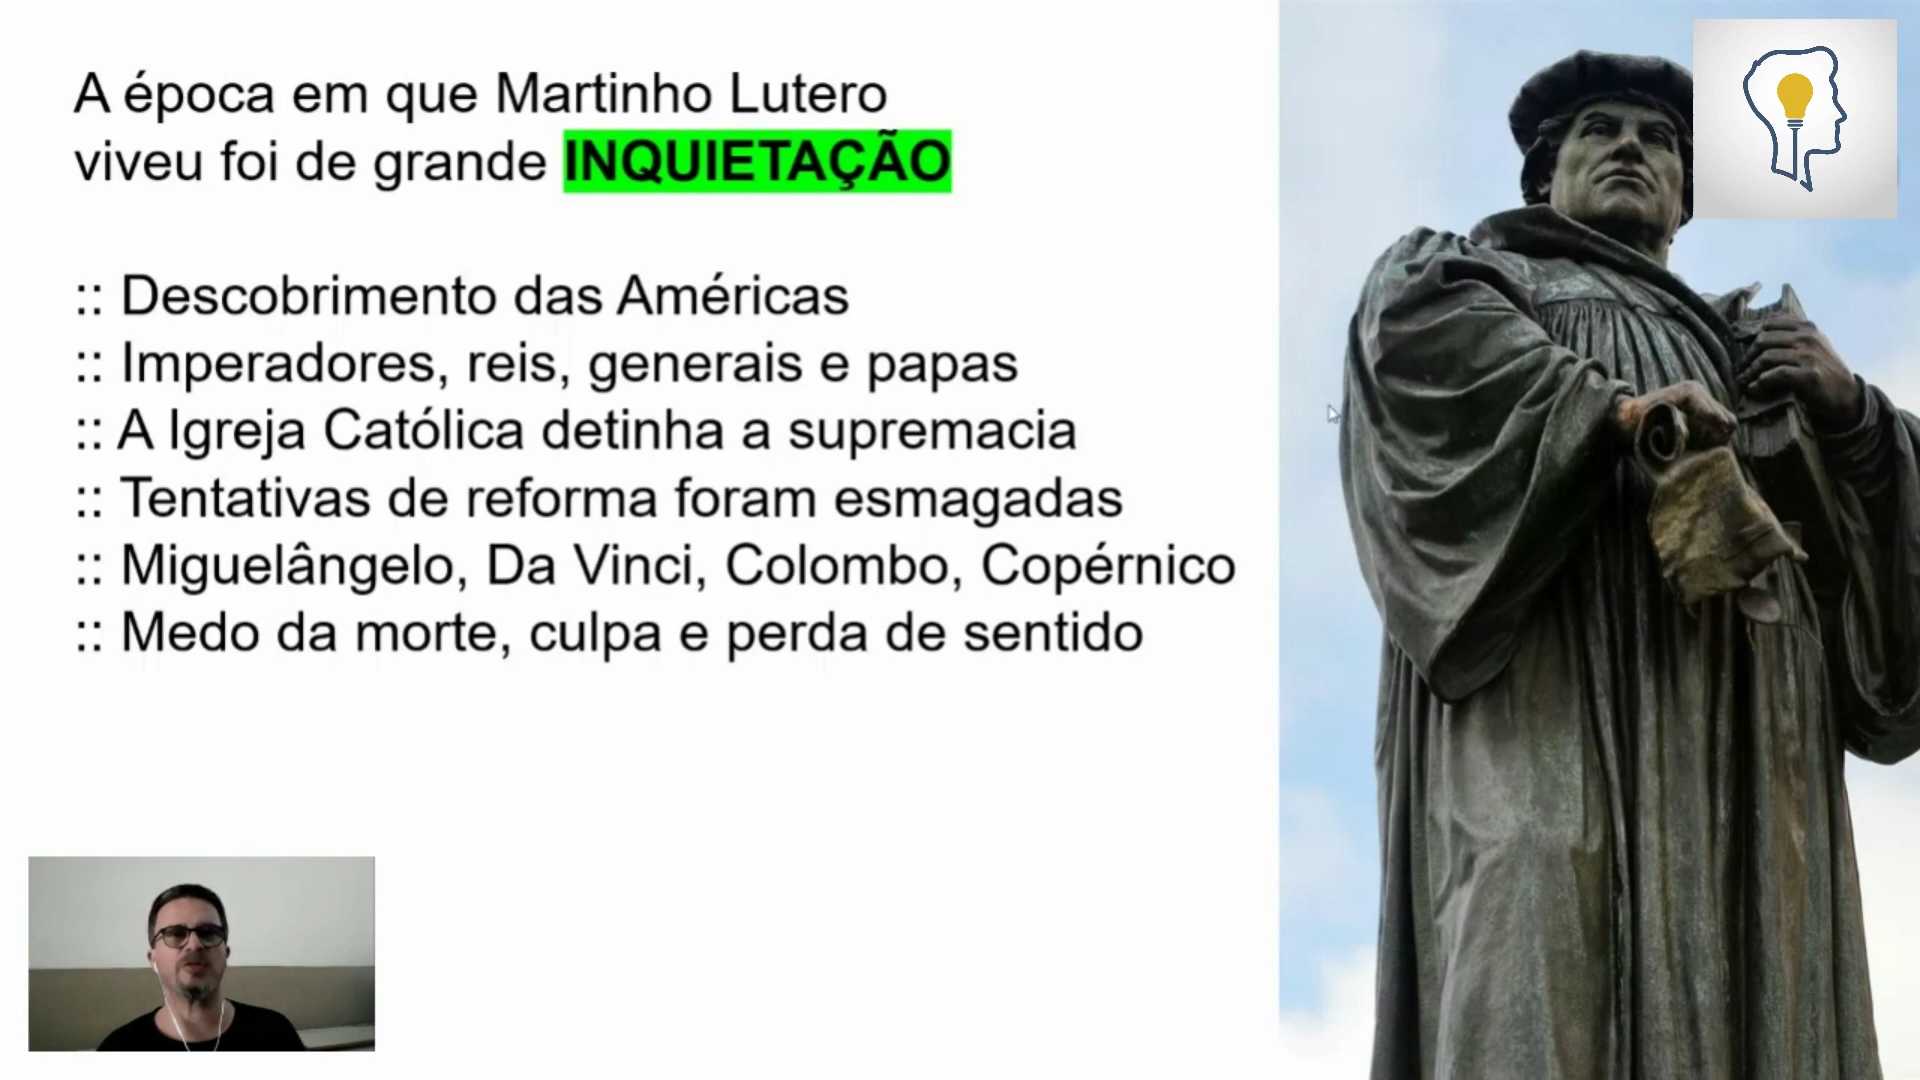 A época em que Martinho Lutero
viveu foi de grande INQUIETAÇÃO
:: Descobrimento das Américas
:: Imperadores, reis, generais e papas
:: A Igreja Católica detinha a supremacia
:: Tentativas de reforma foram esmagadas
:: Miguelângelo, Da Vinci, Colombo, Copérnico
:: Medo da morte, culpa e perda de sentido